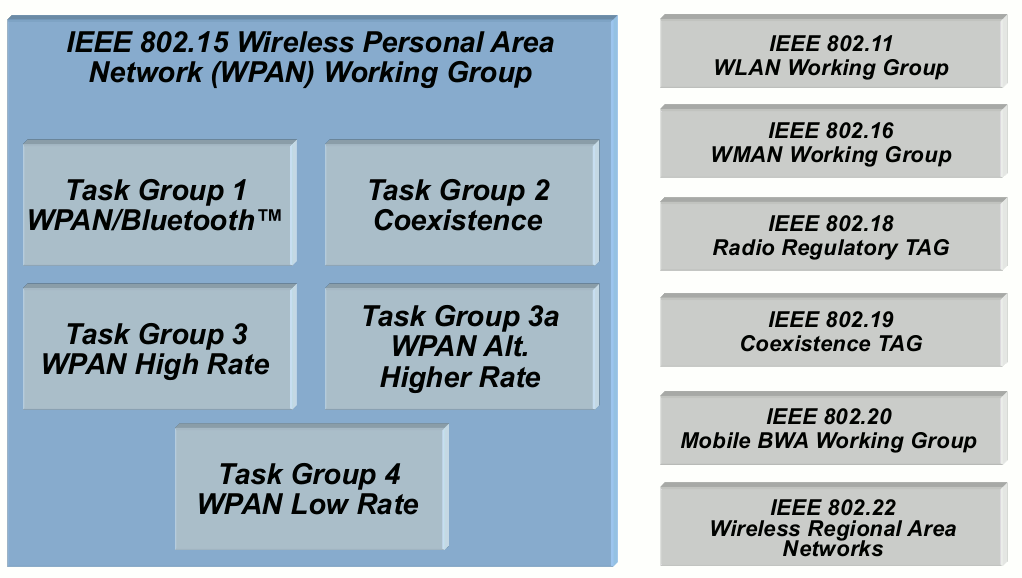 IEEE 802.15 Wireless Personal Area
Network (WPAN) Working Group
Task Group 1
WPAN/Bluetooth™
Task Group 2
Coexistence
Task Group 3
WPAN High Rate
Task Group 3a
WPAN Alt.
Higher Rate
Task Group 4
WPAN Low Rate
IEEE 802.11
WLAN Working Group
IEEE 802.16
WMAN Working Group
IEEE 802.18
Radio Regulatory TAG
IEEE 802.19
Coexistence TAG
IEEE 802.20
Mobile BWA Working Group
IEEE 802.22
Wireless Regional Area
Networks